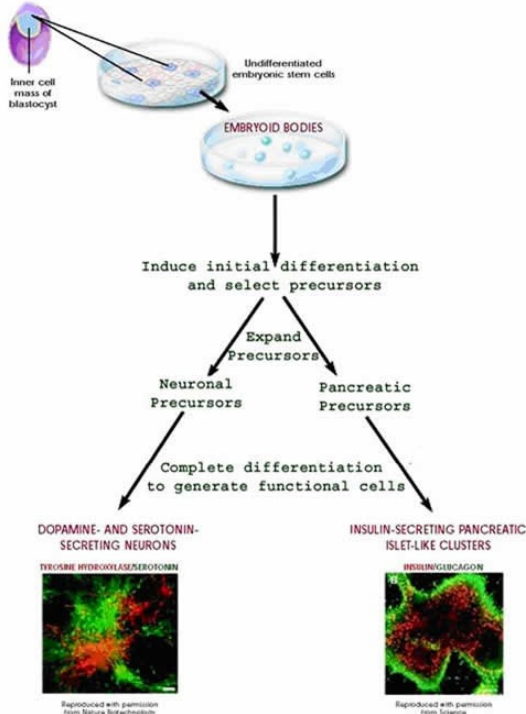 Inner cell
mass of
blastocyst
Undifferentiated
embryonic stem cells
EMBRYOID BODIES
Induce initial differentiation
and select precursors
Expand
Precursors
Neuronal
Precursors
Pancreatic
Precursors
Complete differentiation
to generate functional cells
DOPAMINE- AND SEROTONIN-
SECRETING NEURONS
TYROSINE HYDROXYLASE/SEROTONIN
Reproduced with permission
from Nature Biotechnology
INSULIN-SECRETING PANCREATIC
ISLET-LIKE CLUSTERS
INSULIN/GLUCAGON
Reproduced with permission
from Science